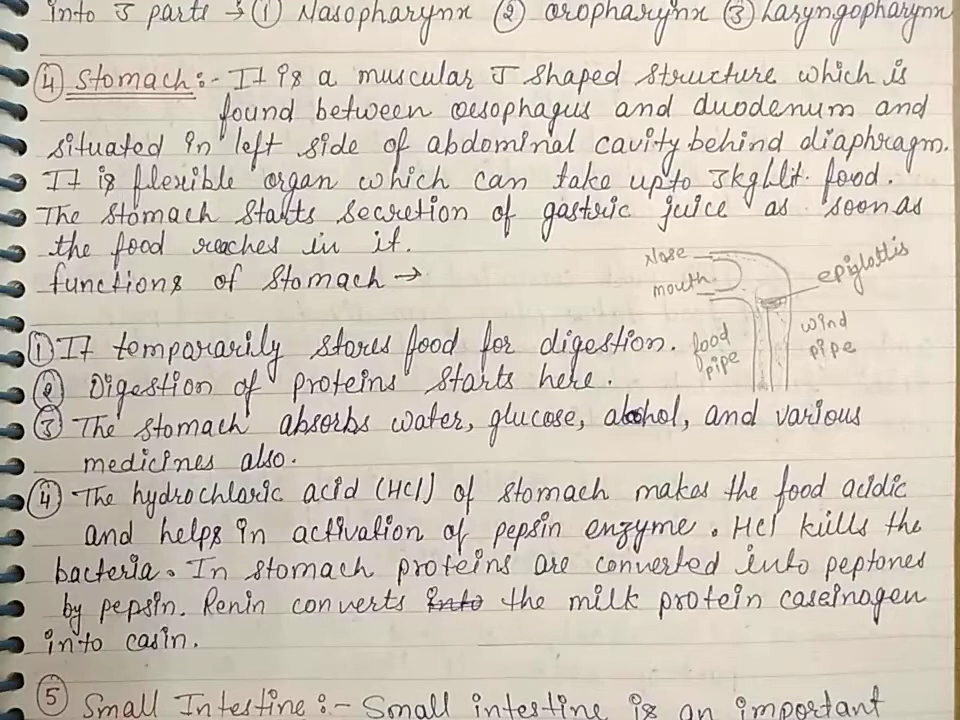 into 3 parts → ① Nasopharynx ② oropharynx ③ Laryngopharynx
④ Stomach :- It is a muscular J shaped structure which is
found between oesophagus and duodenum and
situated in left side of abdominal cavity behind diaphragm.
It is flexible organ which can take upto 3kg lit. food.
The stomach starts secretion of gastric juice as soon as
the food reaches in it.
functions of Stomach →
Nose
mouth
epiglottis
food pipe
wind pipe
① It tempararily stores food for digestion.
② Digestion of proteins starts here.
③ The stomach absorbs water, glucose, alcohol, and various
medicines also.
④ The hydrochloric acid (HCl) of stomach makes the food acidic
and helps in activation of pepsin enzyme. HCl kills the
bacteria. In stomach proteins are converted into peptones
by pepsin. Renin converts into the milk protein caseinogen
into casin.
⑤ Small Intestine :- Small intestine is an important